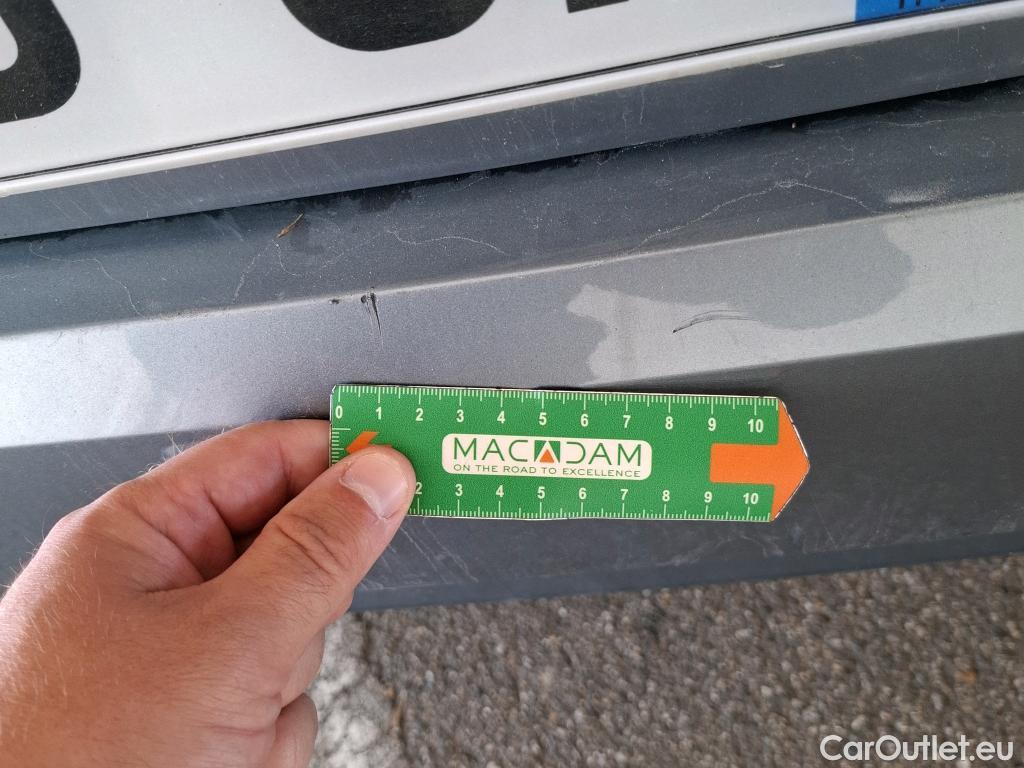 0 1 2 3 4 5 6 7 8 9 10
MACADAM
ON THE ROAD TO EXCELLENCE
2 3 4 5 6 7 8 9 10
CarOutlet.eu